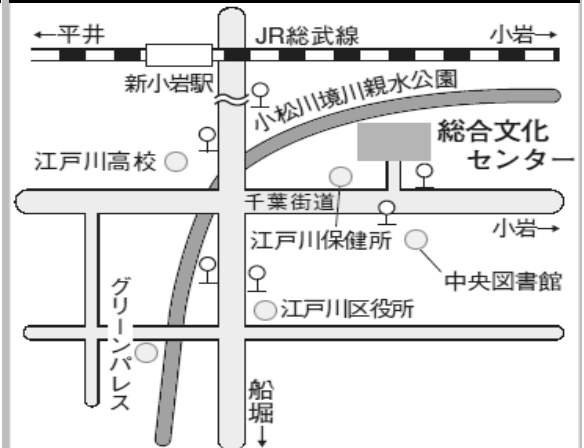 ←平井
JR総武線
小岩→
新小岩駅
小松川境川親水公園
総合文化
センター
江戸川高校
千葉街道
江戸川保健所
小岩→
中央図書館
グリーンパレス
江戸川区役所
船堀↓